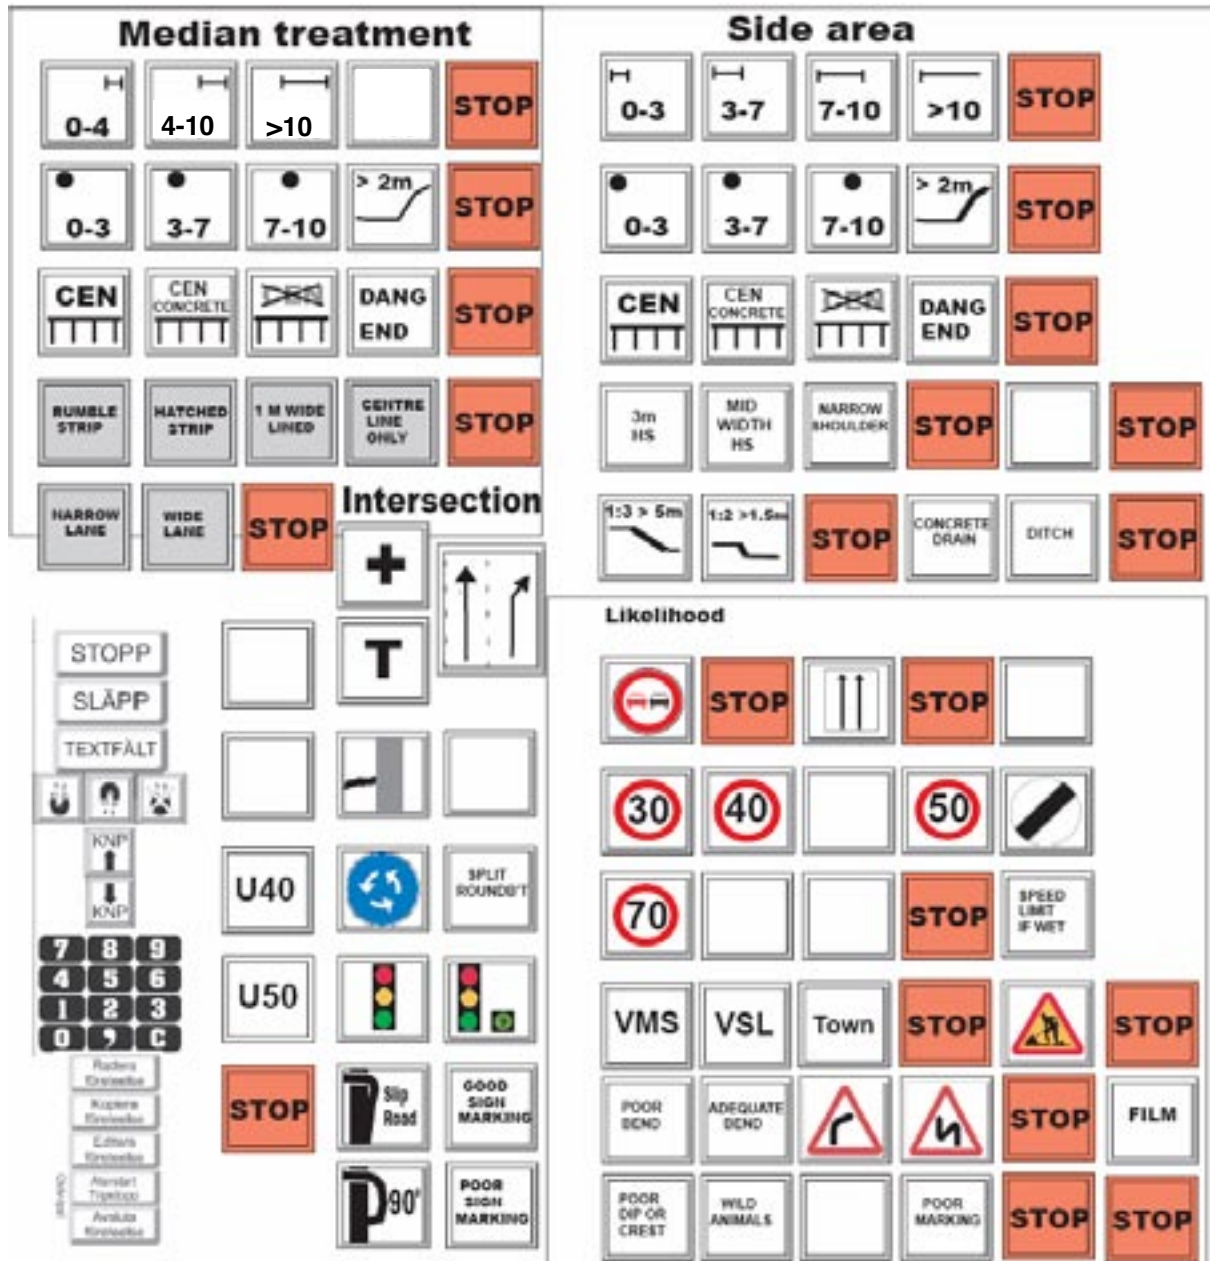 Median treatment
0-4
4-10
>10
STOP
0-3
3-7
7-10
> 2m
STOP
CEN
CEN
CONCRETE
DANG
END
STOP
RUMBLE
STRIP
HATCHED
STRIP
1 M WIDE
LINED
CENTRE
LINE
ONLY
STOP
NARROW
LANE
WIDE
LANE
STOP
Side area
0-3
3-7
7-10
>10
STOP
0-3
3-7
7-10
> 2m
STOP
CEN
CEN
CONCRETE
DANG
END
STOP
3m
HS
MID
WIDTH
HS
NARROW
SHOULDER
STOP
STOP
1:3 > 5m
1:2 >1.5m
STOP
CONCRETE
DRAIN
DITCH
STOP
Intersection
T
U40
SPLIT
ROUNDB'T
U50
STOP
Slip
Road
GOOD
SIGN
MARKING
90°
POOR
SIGN
MARKING
STOPP
SLÄPP
TEXTFÄLT
KNP
KNP
7 8 9
4 5 6
1 2 3
0 , C
Radera
Kopiera
Editera
Avsluta
Likelihood
STOP
STOP
30
40
50
70
STOP
SPEED
LIMIT
IF WET
VMS
VSL
Town
STOP
STOP
POOR
BEND
ADEQUATE
BEND
STOP
FILM
POOR
DIP OR
CREST
WILD
ANIMALS
POOR
MARKING
STOP
STOP